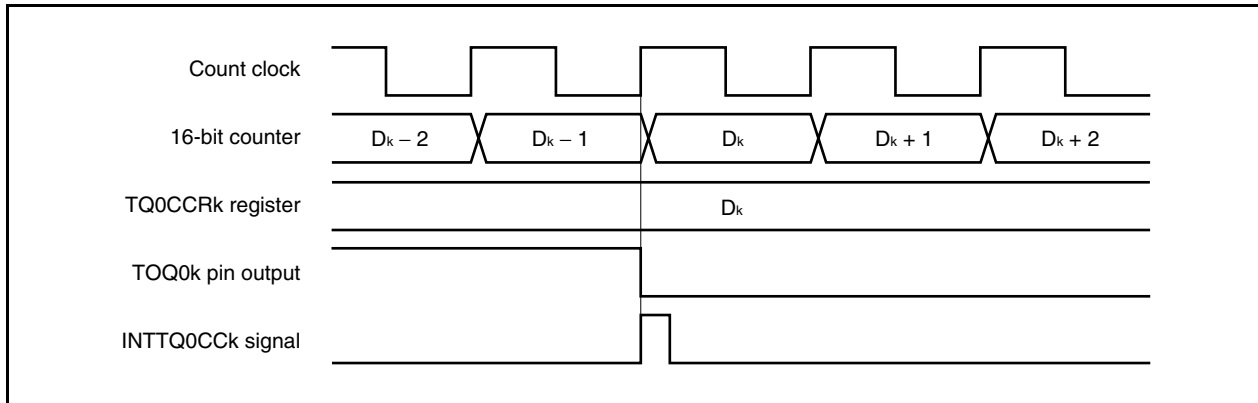 Count clock
16-bit counter
Dk − 2
Dk − 1
Dk
Dk + 1
Dk + 2
TQ0CCRk register
Dk
TOQ0k pin output
INTTQ0CCk signal